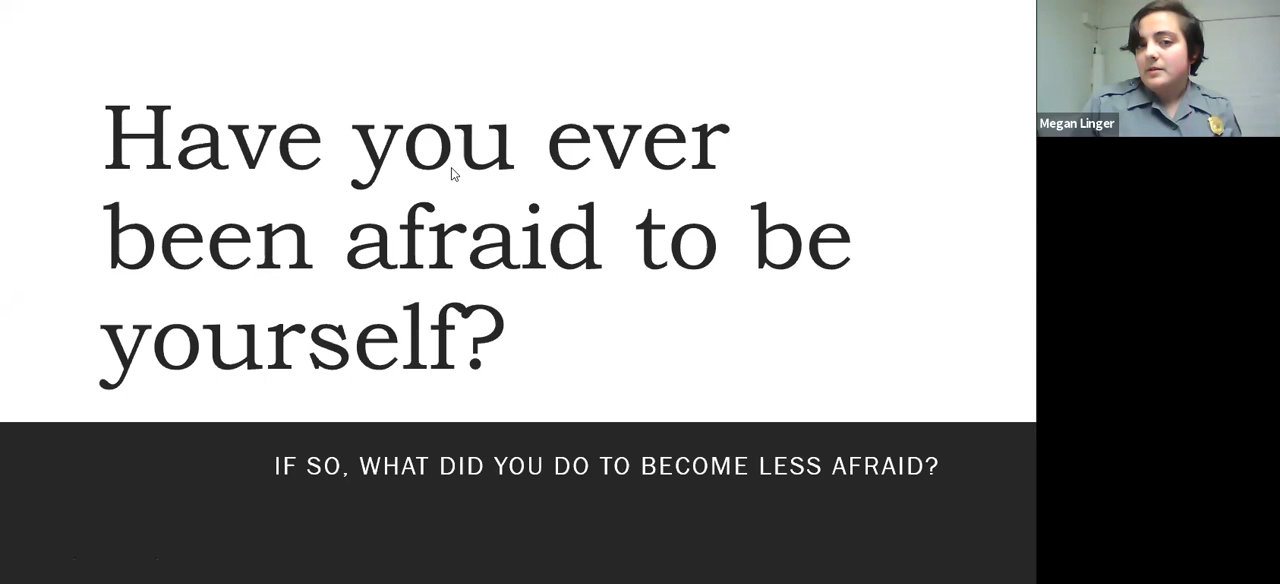 Have you ever
been afraid to be
yourself?
IF SO, WHAT DID YOU DO TO BECOME LESS AFRAID?
Megan Linger